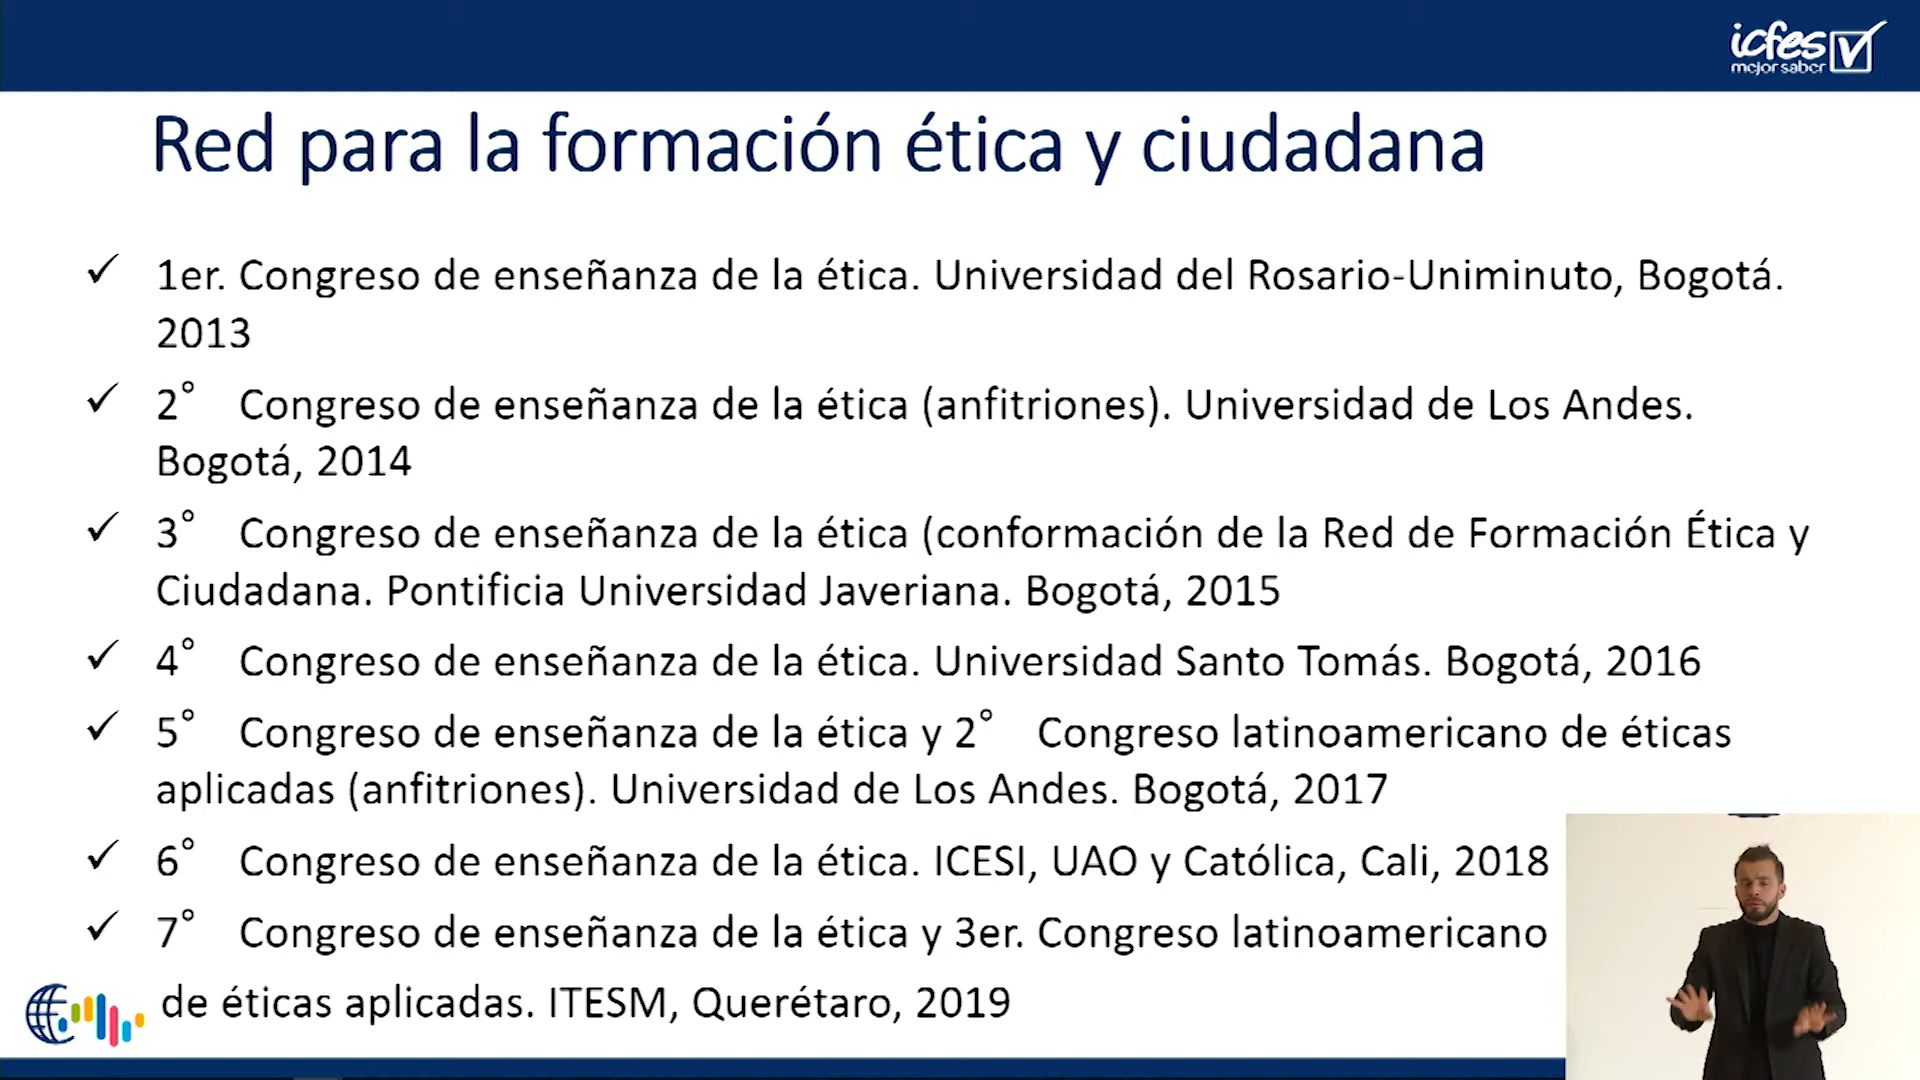 icfes
mejor saber
Red para la formación ética y ciudadana
✓ 1er. Congreso de enseñanza de la ética. Universidad del Rosario-Uniminuto, Bogotá.
2013
✓ 2° Congreso de enseñanza de la ética (anfitriones). Universidad de Los Andes.
Bogotá, 2014
✓ 3° Congreso de enseñanza de la ética (conformación de la Red de Formación Ética y
Ciudadana. Pontificia Universidad Javeriana. Bogotá, 2015
✓ 4° Congreso de enseñanza de la ética. Universidad Santo Tomás. Bogotá, 2016
✓ 5° Congreso de enseñanza de la ética y 2° Congreso latinoamericano de éticas
aplicadas (anfitriones). Universidad de Los Andes. Bogotá, 2017
✓ 6° Congreso de enseñanza de la ética. ICESI, UAO y Católica, Cali, 2018
✓ 7° Congreso de enseñanza de la ética y 3er. Congreso latinoamericano
de éticas aplicadas. ITESM, Querétaro, 2019